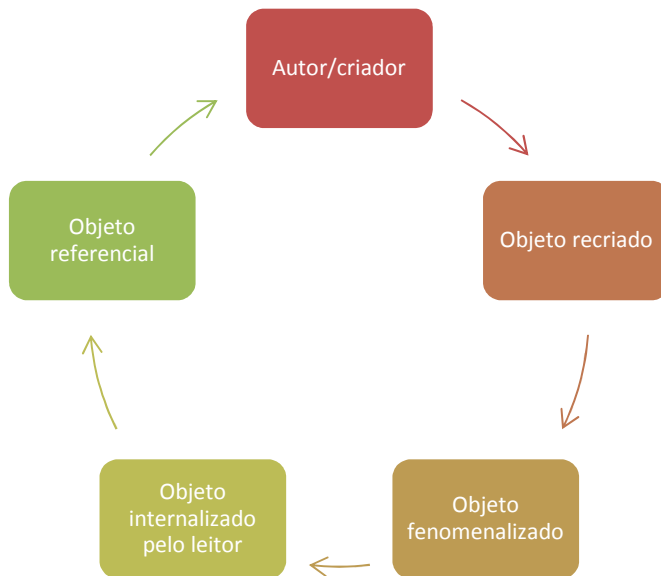 Autor/criador
Objeto recriado
Objeto
fenomenalizado
Objeto
internalizado
pelo leitor
Objeto
referencial